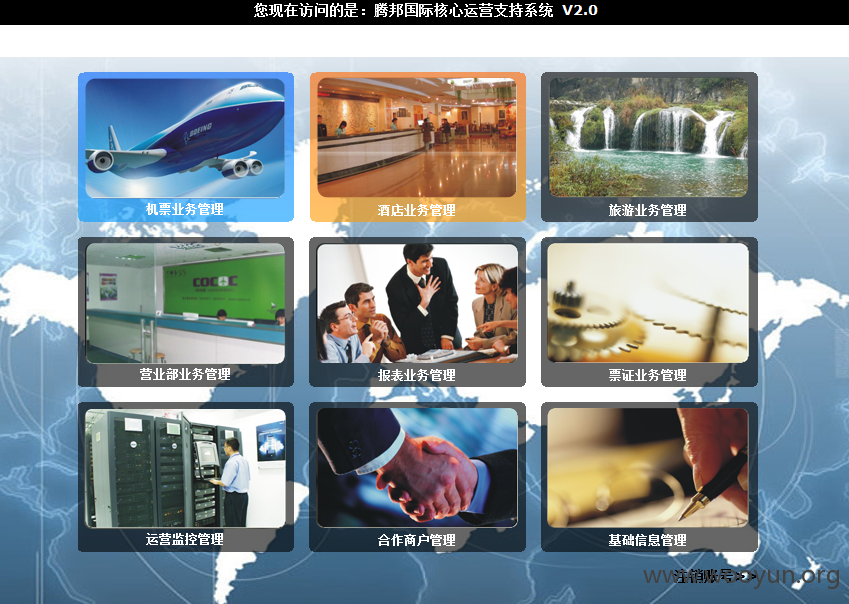 您现在访问的是：腾邦国际核心运营支持系统 V2.0
BOEING
机票业务管理
酒店业务管理
旅游业务管理
营业部业务管理
报表业务管理
票证业务管理
运营监控管理
合作商户管理
基础信息管理
注销账号>>
www.wooyun.org